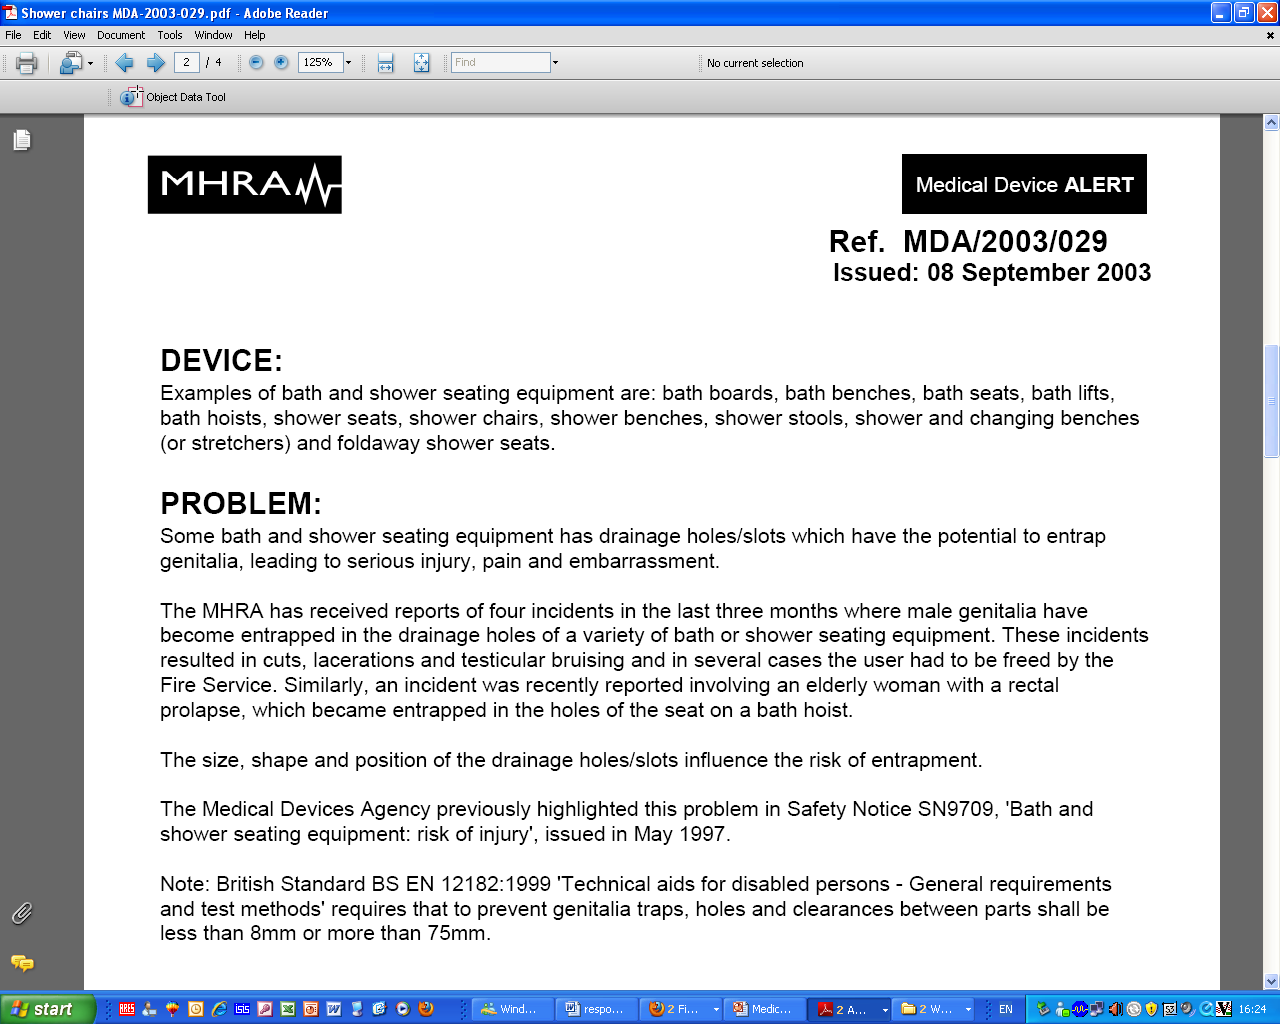 Shower chairs MDA-2003-029.pdf - Adobe Reader
File Edit View Document Tools Window Help
2 / 4 125% Find No current selection
Object Data Tool
MHRA
Medical Device ALERT
Ref. MDA/2003/029
Issued: 08 September 2003
DEVICE:
Examples of bath and shower seating equipment are: bath boards, bath benches, bath seats, bath lifts,
bath hoists, shower seats, shower chairs, shower benches, shower stools, shower and changing benches
(or stretchers) and foldaway shower seats.
PROBLEM:
Some bath and shower seating equipment has drainage holes/slots which have the potential to entrap
genitalia, leading to serious injury, pain and embarrassment.
The MHRA has received reports of four incidents in the last three months where male genitalia have
become entrapped in the drainage holes of a variety of bath or shower seating equipment. These incidents
resulted in cuts, lacerations and testicular bruising and in several cases the user had to be freed by the
Fire Service. Similarly, an incident was recently reported involving an elderly woman with a rectal
prolapse, which became entrapped in the holes of the seat on a bath hoist.
The size, shape and position of the drainage holes/slots influence the risk of entrapment.
The Medical Devices Agency previously highlighted this problem in Safety Notice SN9709, 'Bath and
shower seating equipment: risk of injury', issued in May 1997.
Note: British Standard BS EN 12182:1999 'Technical aids for disabled persons - General requirements
and test methods' requires that to prevent genitalia traps, holes and clearances between parts shall be
less than 8mm or more than 75mm.
start Wind... respo... 2 Fi... Medic... 2 A... 2 W... EN 16:24